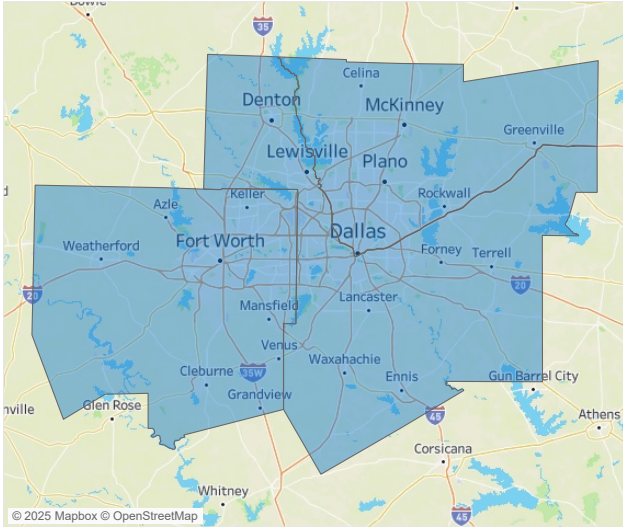 Bowie
35
Celina
Denton
McKinney
Greenville
Lewisville
Plano
Keller
Rockwall
Azle
Dallas
Fort Worth
Weatherford
Forney
Terrell
20
20
Lancaster
Mansfield
Venus
Waxahachie
Cleburne
35W
Gun Barrel City
Ennis
Grandview
Glen Rose
nville
45
Athens
Corsicana
Whitney
45
© 2025 Mapbox © OpenStreetMap